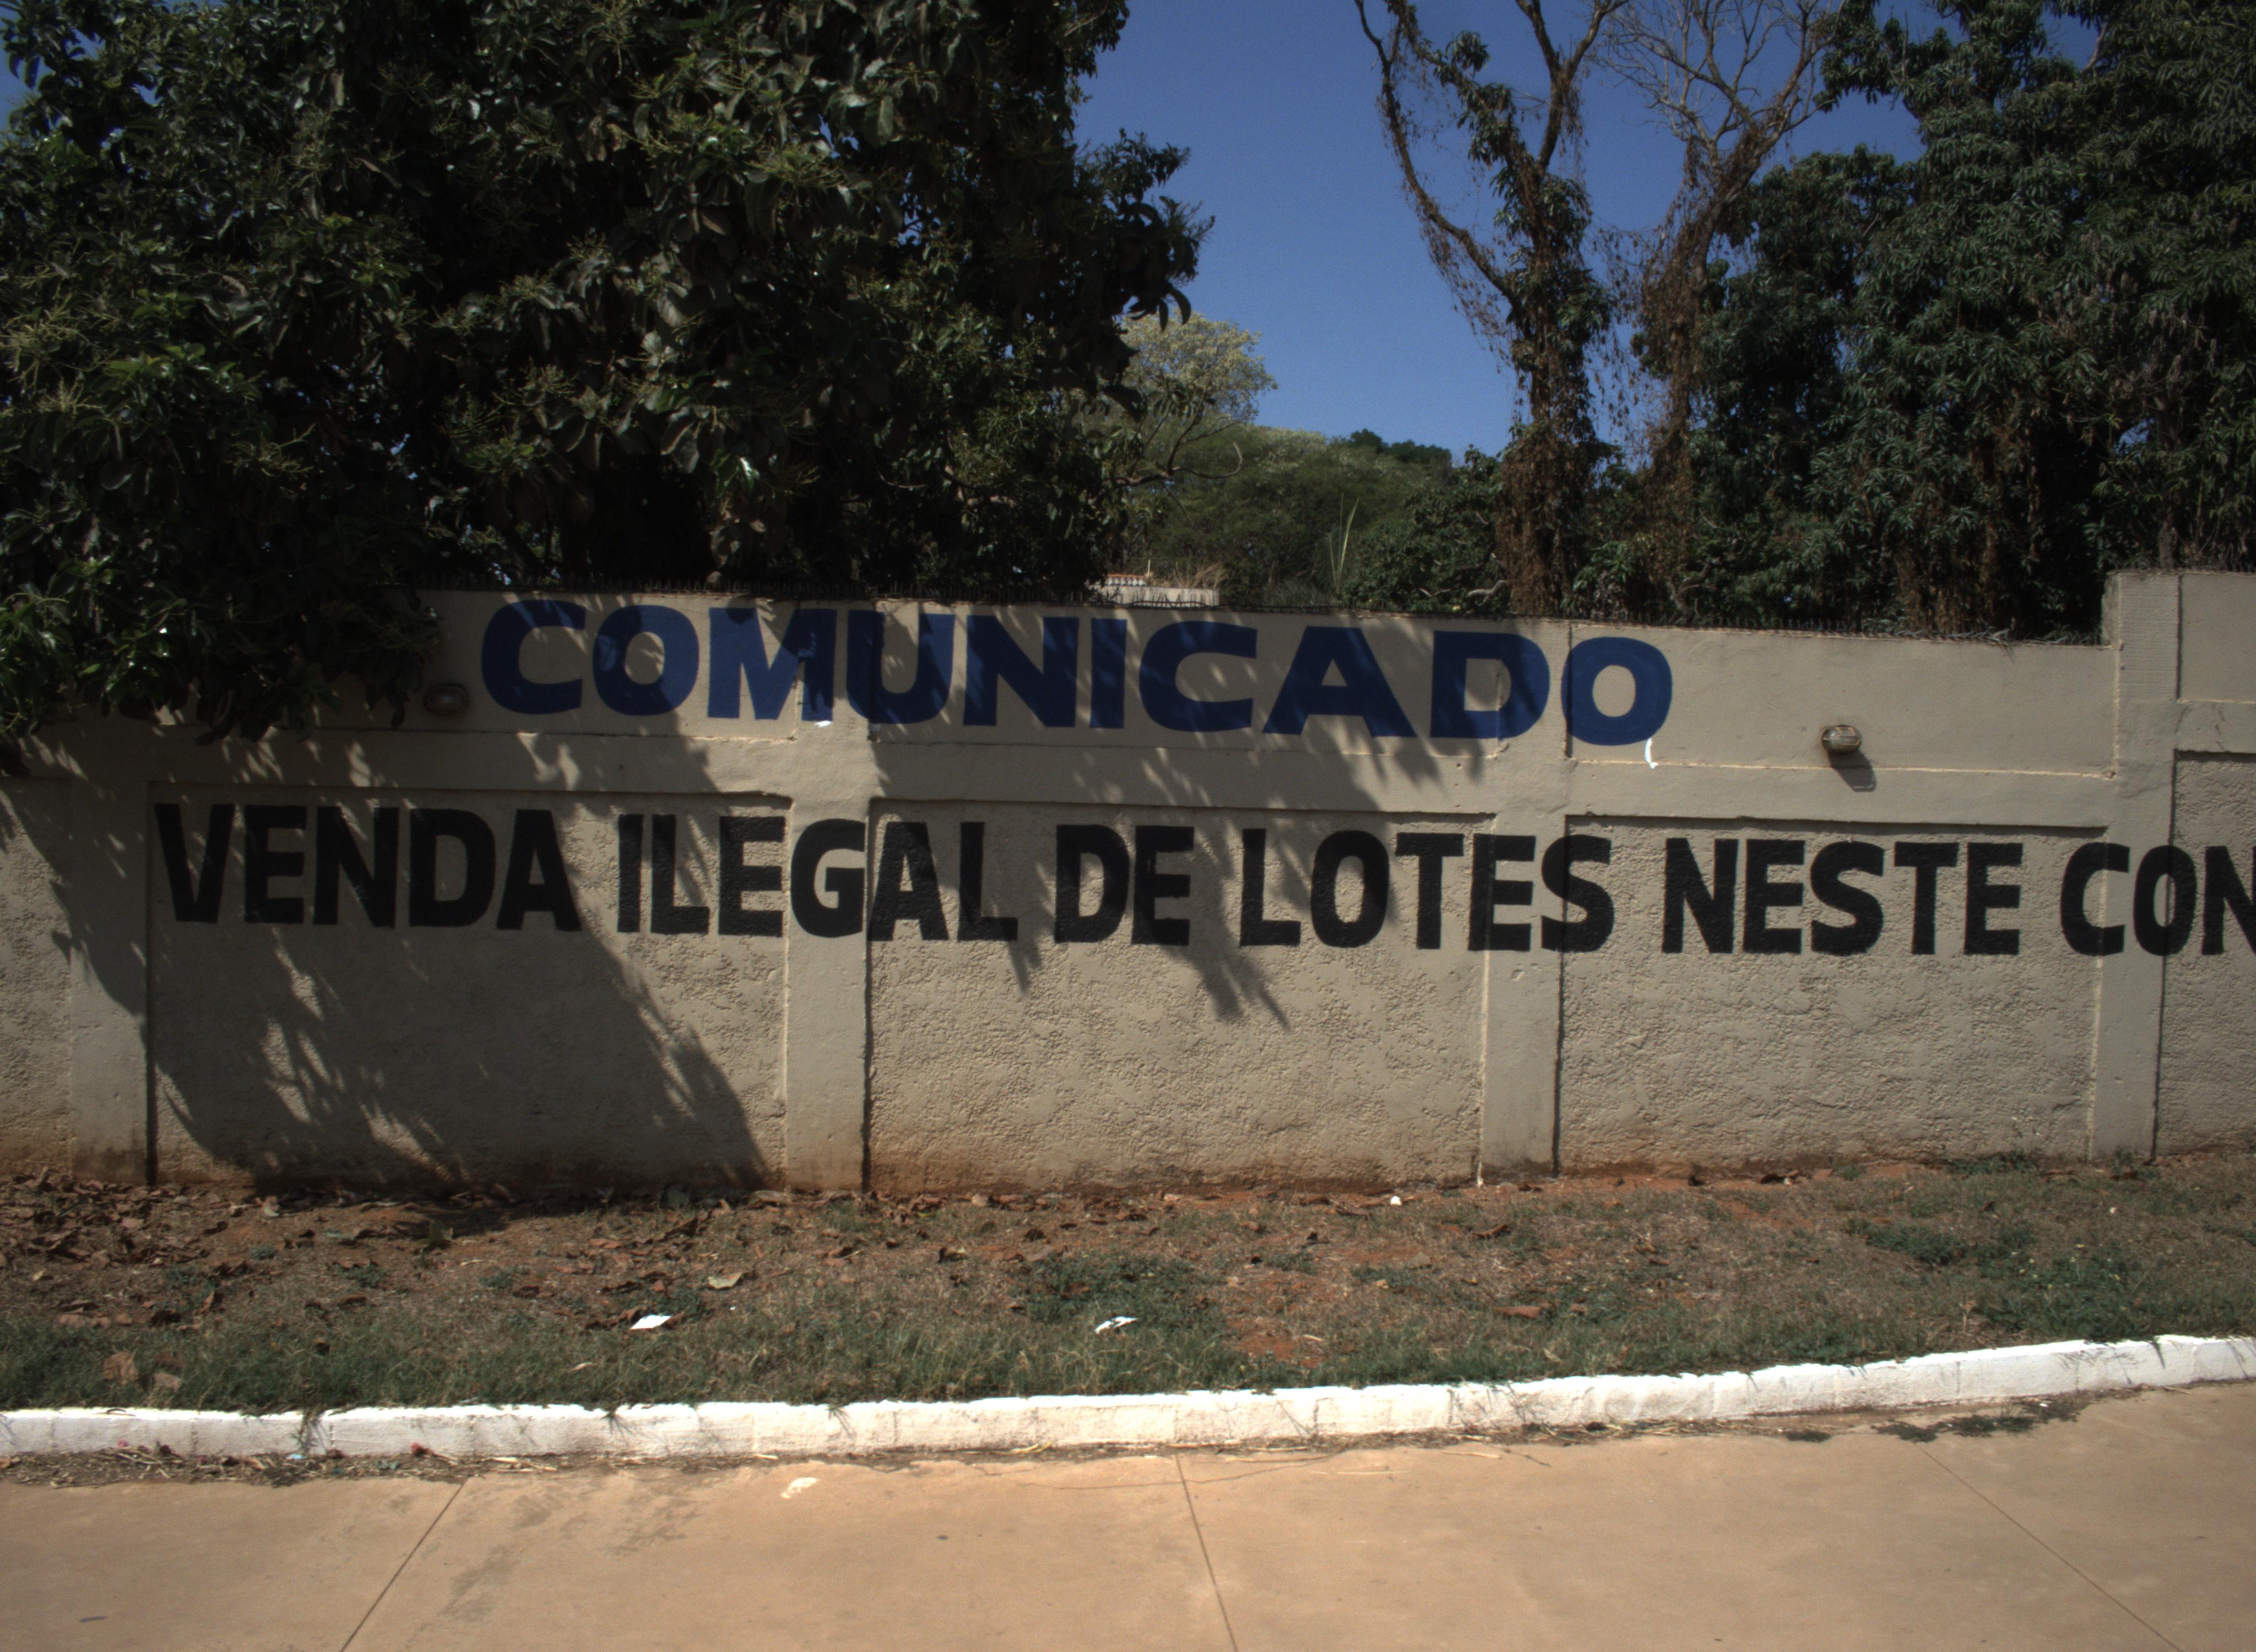 COMUNICADO
VENDA ILEGAL DE LOTES NESTE CON